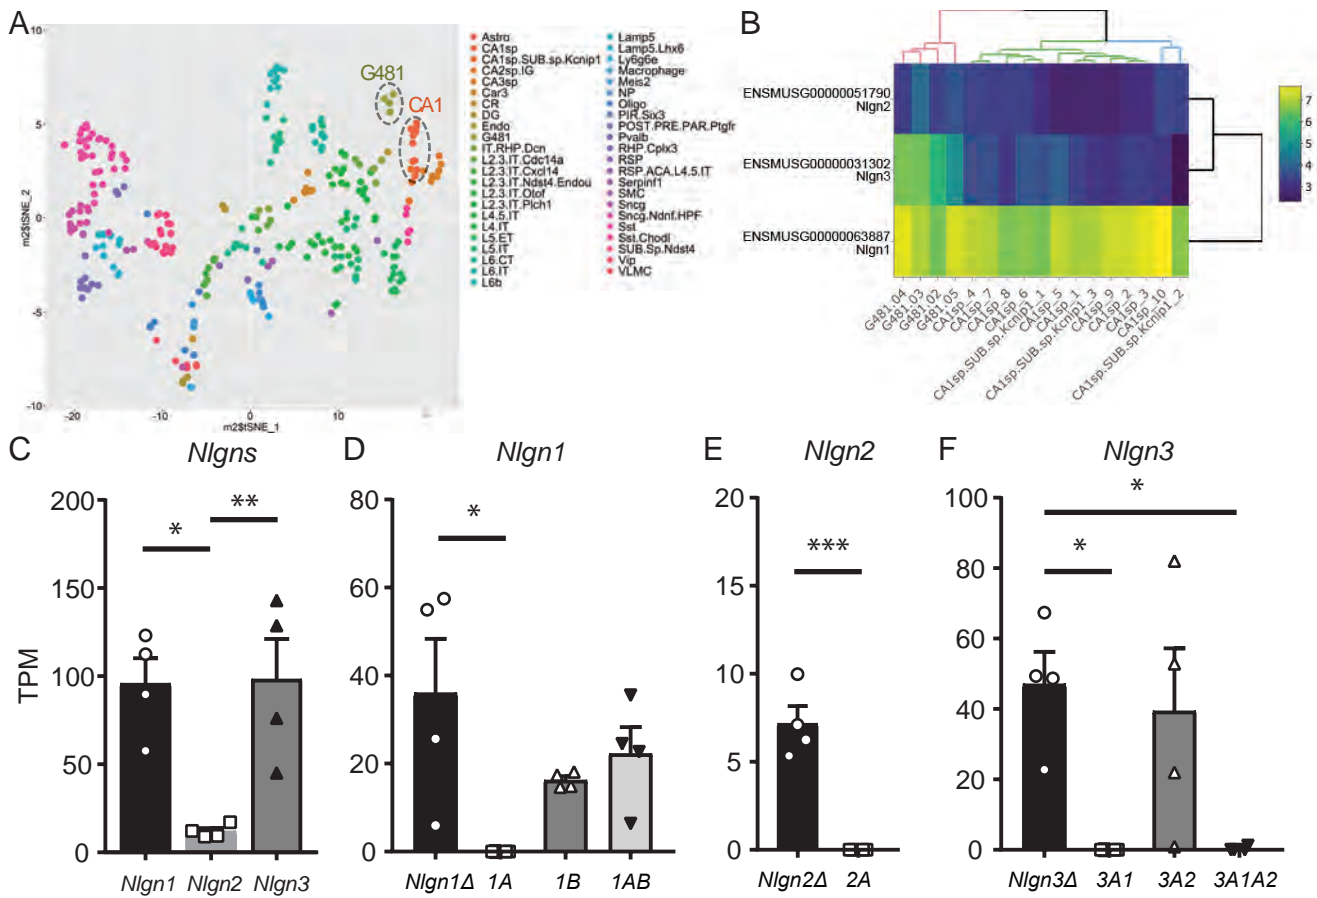 A
10
5
0
-5
-10
-20
-10
0
10
m2$tSNE_2
m2$tSNE_1
G481
CA1
Astro
CA1sp
CA1sp.SUB.sp.Kcnip1
CA2sp.IG
CA3sp
Car3
CR
DG
Endo
G481
IT.RHP.Dcn
L2.3.IT.Cdc14a
L2.3.IT.Cxcl14
L2.3.IT.Ndst4.Endou
L2.3.IT.Otof
L2.3.IT.Plch1
L4.5.IT
L4.IT
L5.ET
L5.IT
L6.CT
L6.IT
L6b
Lamp5
Lamp5.Lhx6
Ly6g6e
Macrophage
Meis2
NP
Oligo
PIR.Six3
POST.PRE.PAR.Ptgfr
Pvalb
RHP.Cplx3
RSP
RSP.ACA.L4.5.IT
Serpinf1
SMC
Sncg
Sncg.Ndnf.HPF
Sst
Sst.Chodl
SUB.Sp.Ndst4
Vip
VLMC
B
ENSMUSG00000051790
Nlgn2
ENSMUSG00000031302
Nlgn3
ENSMUSG00000063887
Nlgn1
7
6
5
4
3
G481.04
G481.03
G481.02
G481.05
CA1sp_4
CA1sp_7
CA1sp_8
CA1sp_6
CA1sp.SUB.sp.Kcnip1_1
CA1sp_5
CA1sp_1
CA1sp.SUB.sp.Kcnip1_3
CA1sp_9
CA1sp_2
CA1sp_3
CA1sp_10
CA1sp.SUB.sp.Kcnip1_2
C
Nlgns
TPM
200
150
100
50
0
*
**
Nlgn1 Nlgn2 Nlgn3
D
Nlgn1
80
60
40
20
0
*
Nlgn1Δ 1A 1B 1AB
E
Nlgn2
20
15
10
5
0
***
Nlgn2Δ 2A
F
Nlgn3
100
80
60
40
20
0
*
*
Nlgn3Δ 3A1 3A2 3A1A2